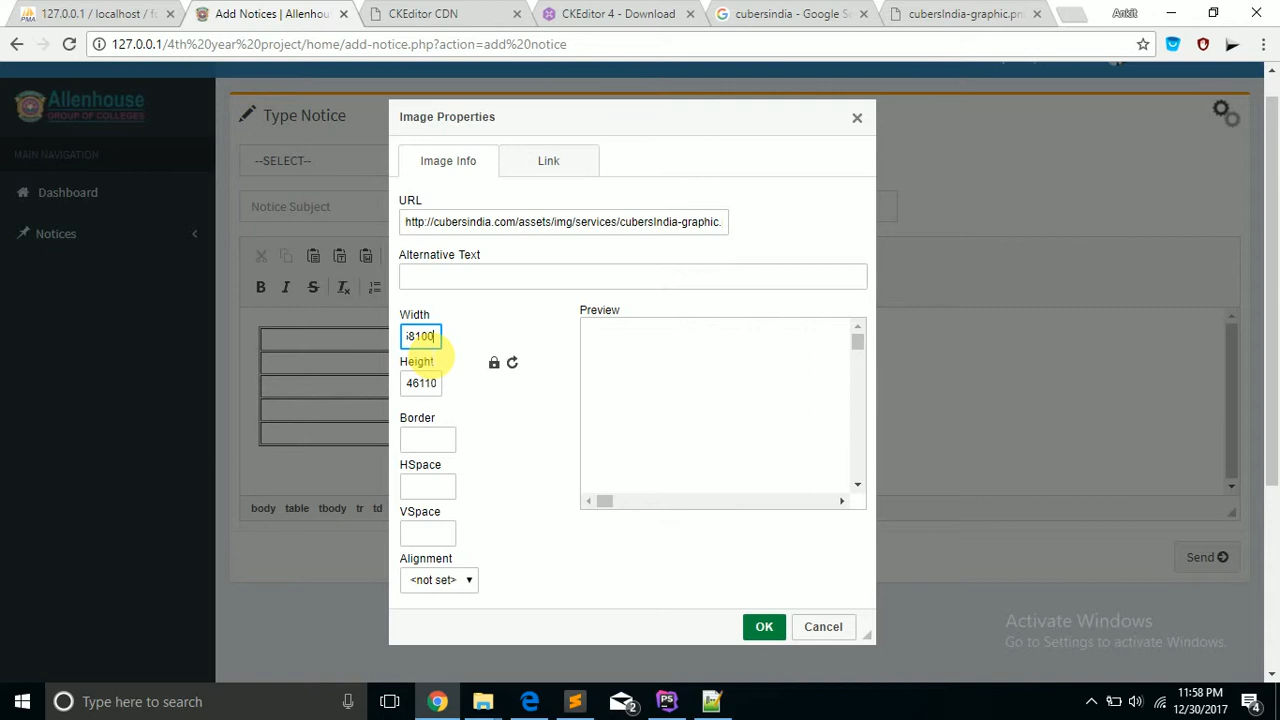 127.0.0.1 / localhost / fo
Add Notices | Allenhou
CKEditor CDN
CKEditor 4 - Download
cubersindia - Google S
cubersIndia-graphic.pn
Ankit
127.0.0.1/4th%20year%20project/home/add-notice.php?action=add%20notice
Allenhouse
GROUP OF COLLEGES
MAIN NAVIGATION
Dashboard
Notices
Type Notice
--SELECT--
Notice Subject
body table tbody tr td
Send
Image Properties
Image Info
Link
URL
http://cubersindia.com/assets/img/services/cubersIndia-graphic.
Alternative Text
Width
8100
Height
46110
Border
HSpace
VSpace
Alignment
<not set>
Preview
OK
Cancel
Activate Windows
Go to Settings to activate Windows.
Type here to search
2
11:58 PM
12/30/2017
4